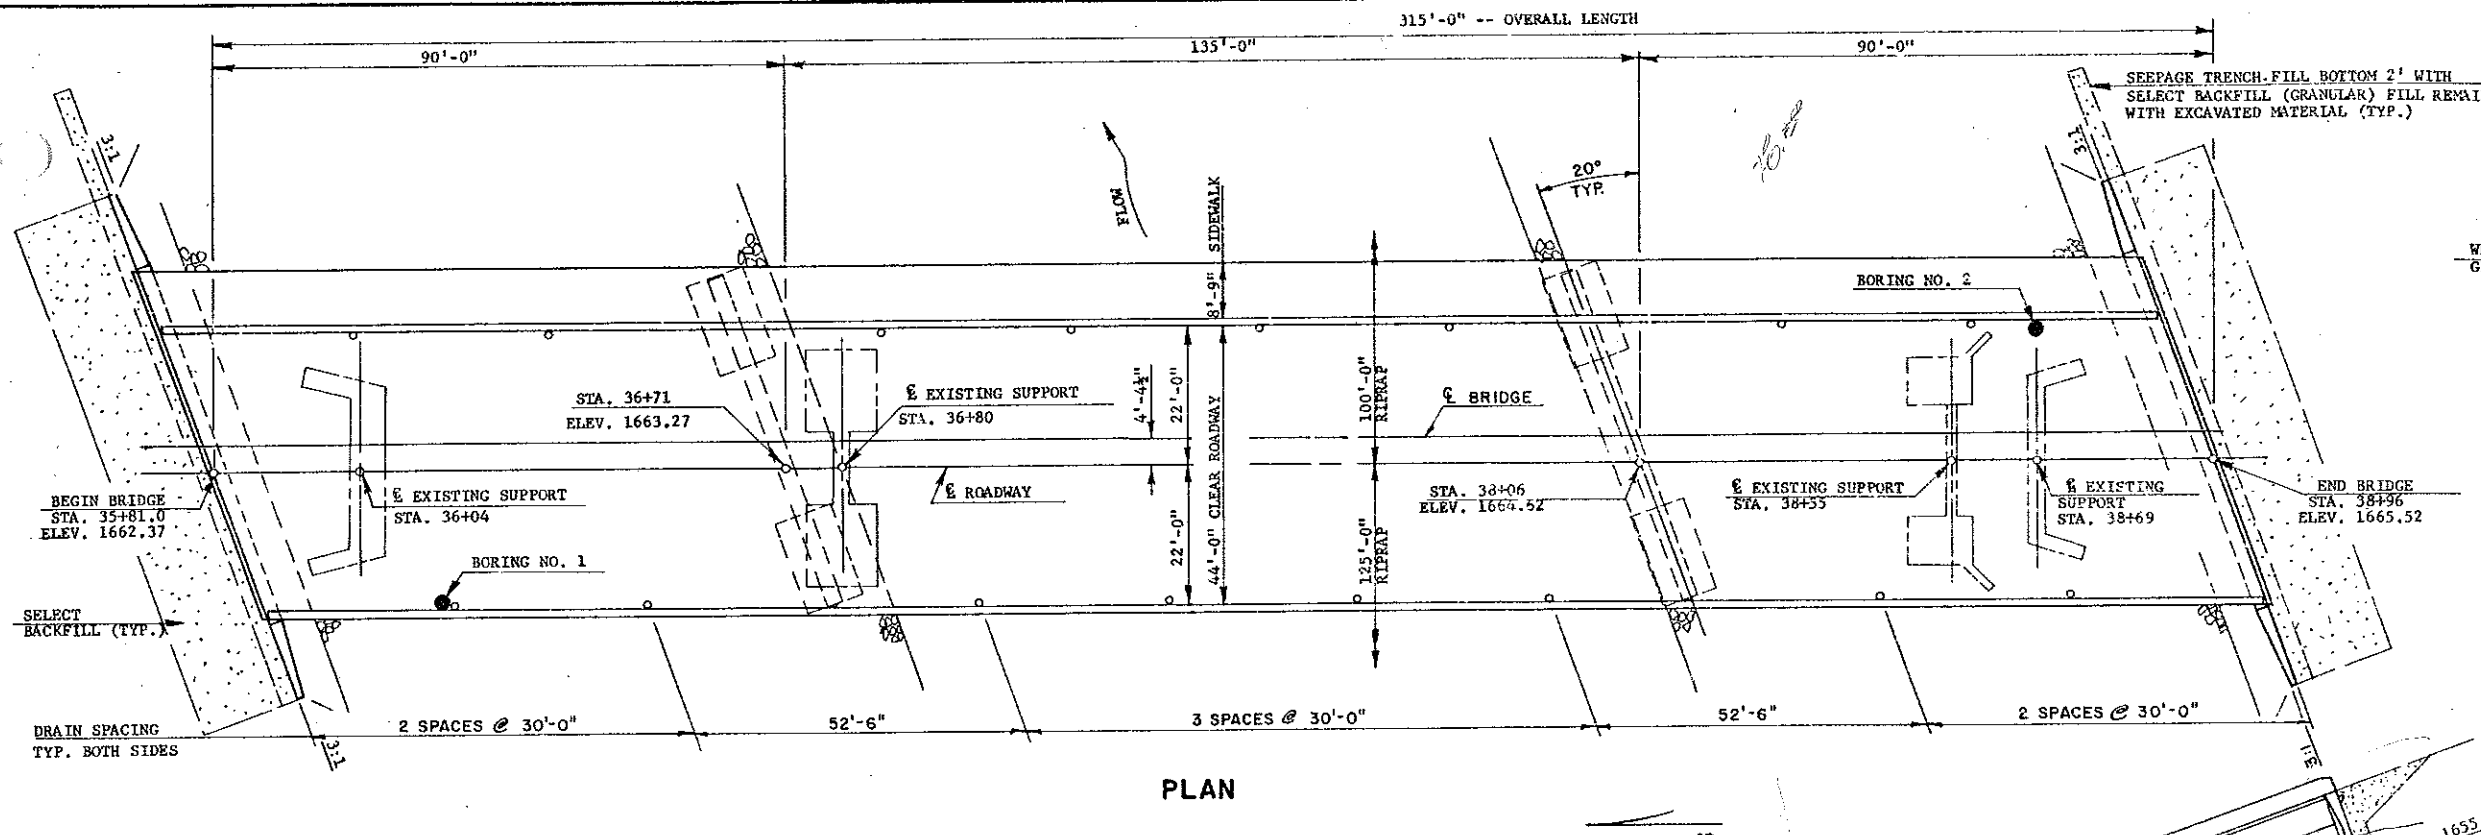 315'-0" -- OVERALL LENGTH
90'-0"
135'-0"
90'-0"
SEEPAGE TRENCH.FILL BOTTOM 2' WITH
SELECT BACKFILL (GRANULAR) FILL REMAI
WITH EXCAVATED MATERIAL (TYP.)
3:1
3:1
FLOW
20°
TYP.
8'-9" SIDEWALK
W
G
BORING NO. 2
STA. 36+71
ELEV. 1663.27
℄ EXISTING SUPPORT
STA. 36+80
4'-4½"
22'-0"
44'-0" CLEAR ROADWAY
100'-0"
RIPRAP
℄ BRIDGE
BEGIN BRIDGE
STA. 35+81.0
ELEV. 1662.37
℄ EXISTING SUPPORT
STA. 36+04
℄ ROADWAY
STA. 38+06
ELEV. 1664.52
℄ EXISTING SUPPORT
STA. 38+55
℄ EXISTING
SUPPORT
STA. 38+69
END BRIDGE
STA. 38+96
ELEV. 1665.52
BORING NO. 1
22'-0"
125'-0"
RIPRAP
SELECT
BACKFILL (TYP.)
DRAIN SPACING
TYP. BOTH SIDES
2 SPACES @ 30'-0"
52'-6"
3 SPACES @ 30'-0"
52'-6"
2 SPACES @ 30'-0"
3:1
3:1
PLAN
1655